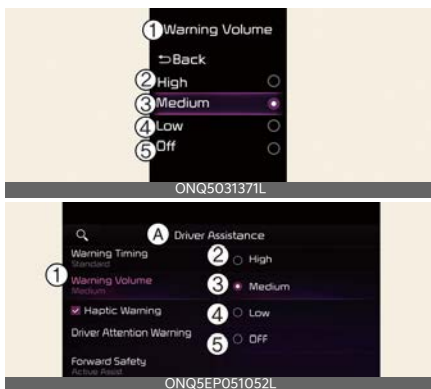 ① Warning Volume
⮌Back
② High
③ Medium
④ Low
⑤ Off
ONQ5031371L
Ⓐ Driver Assistance
Warning Timing
Standard
② High
① Warning Volume
Medium
③ Medium
Haptic Warning
④ Low
Driver Attention Warning
⑤ OFF
Forward Safety
Active Assist
ONQ5EP051052L